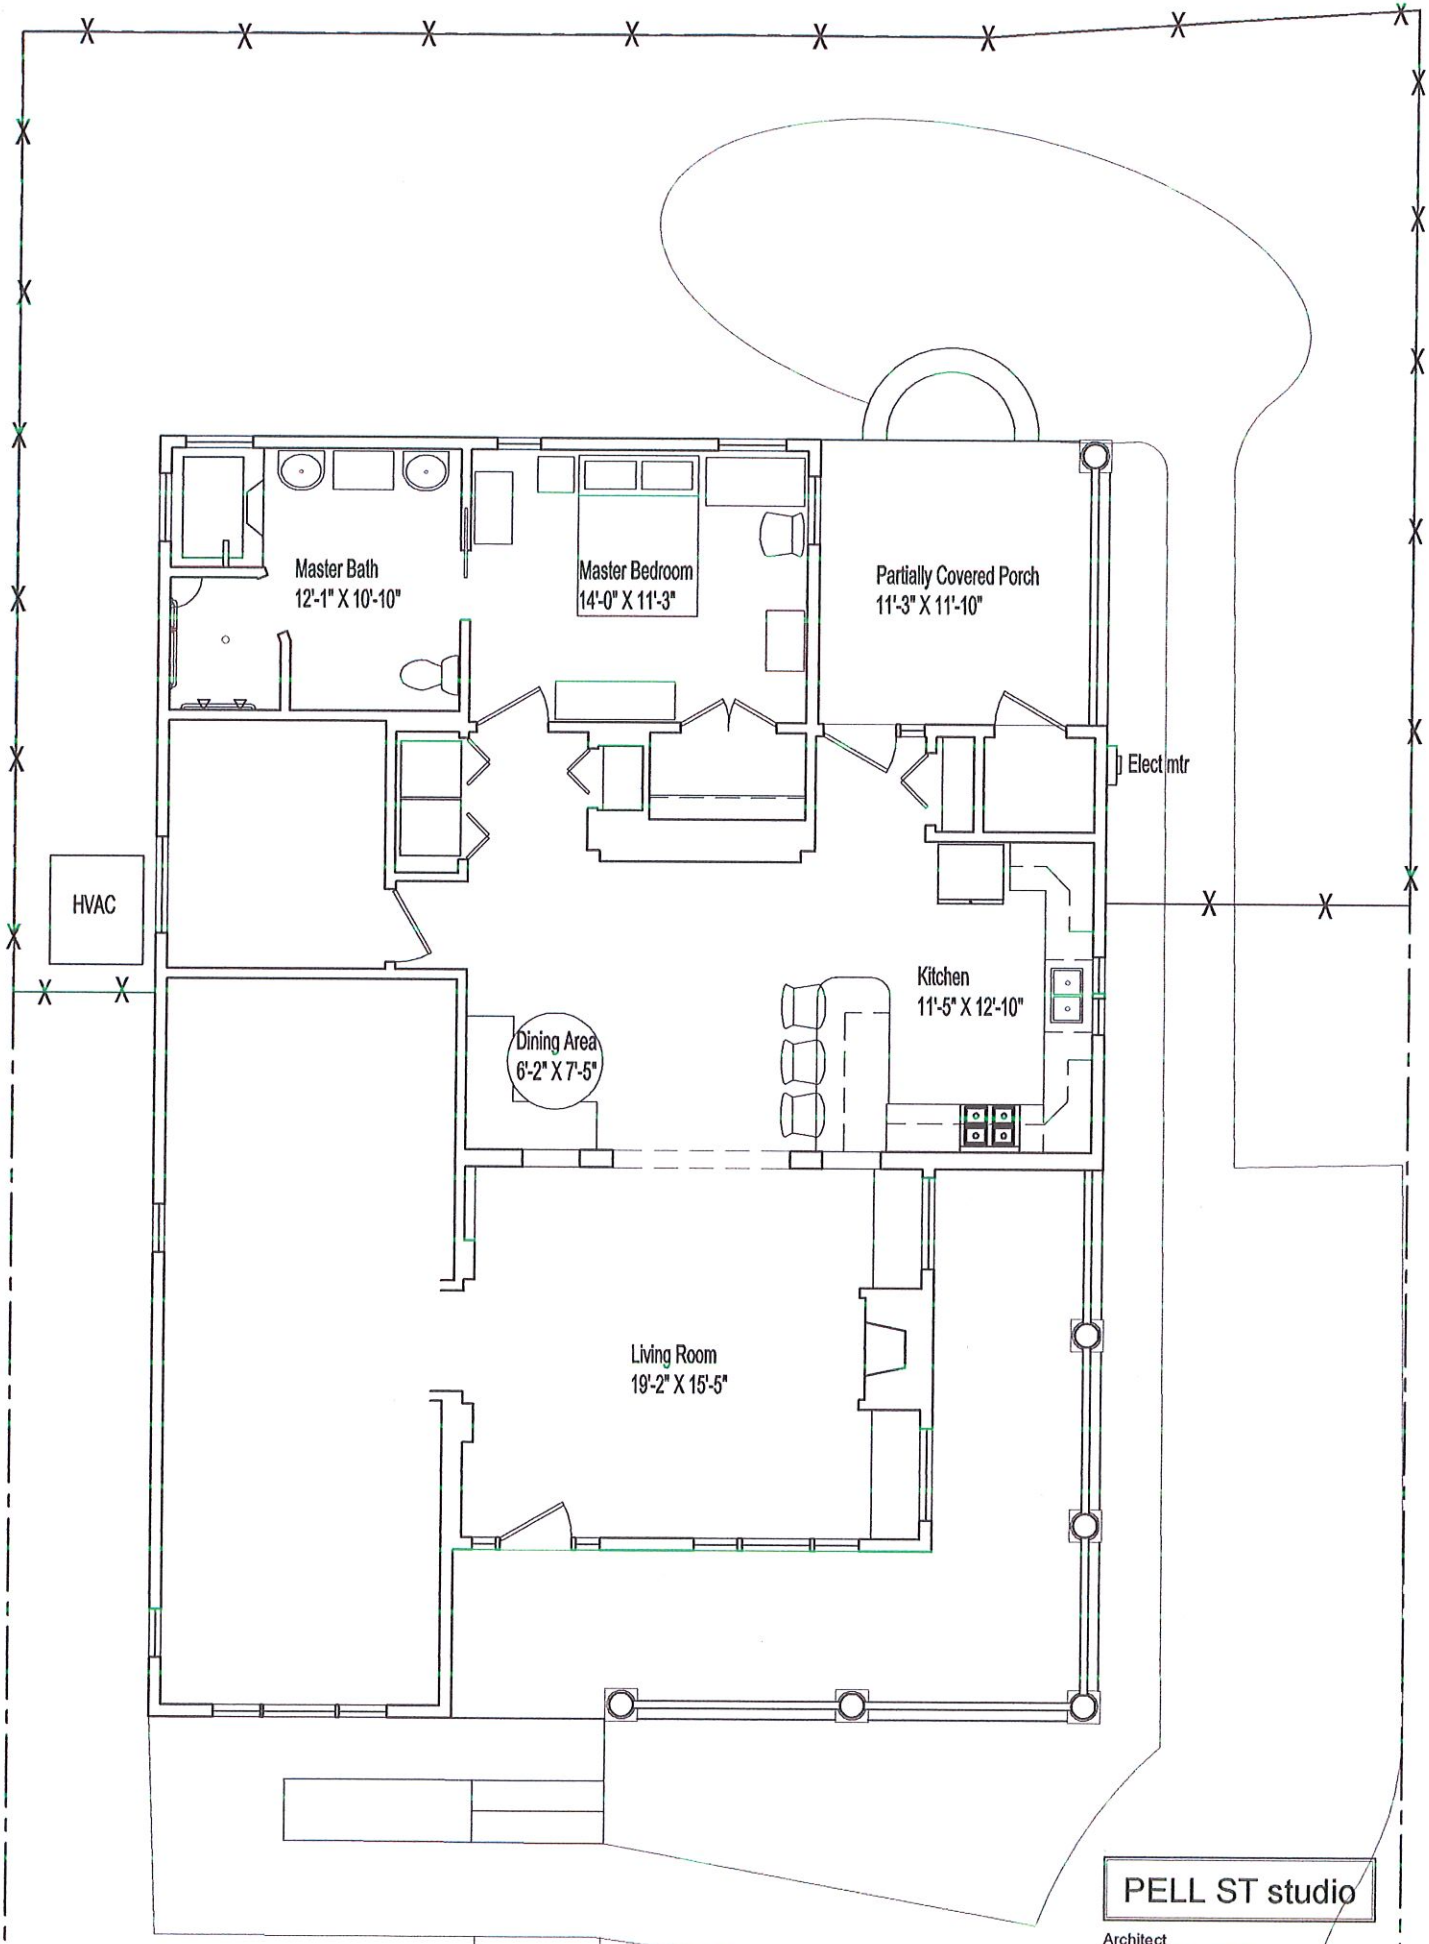 Master Bath
12'-1" X 10'-10"
Master Bedroom
14'-0" X 11'-3"
Partially Covered Porch
11'-3" X 11'-10"
Elect mtr
HVAC
Kitchen
11'-5" X 12'-10"
Dining Area
6'-2" X 7'-5"
Living Room
19'-2" X 15'-5"
PELL ST studio
Architect